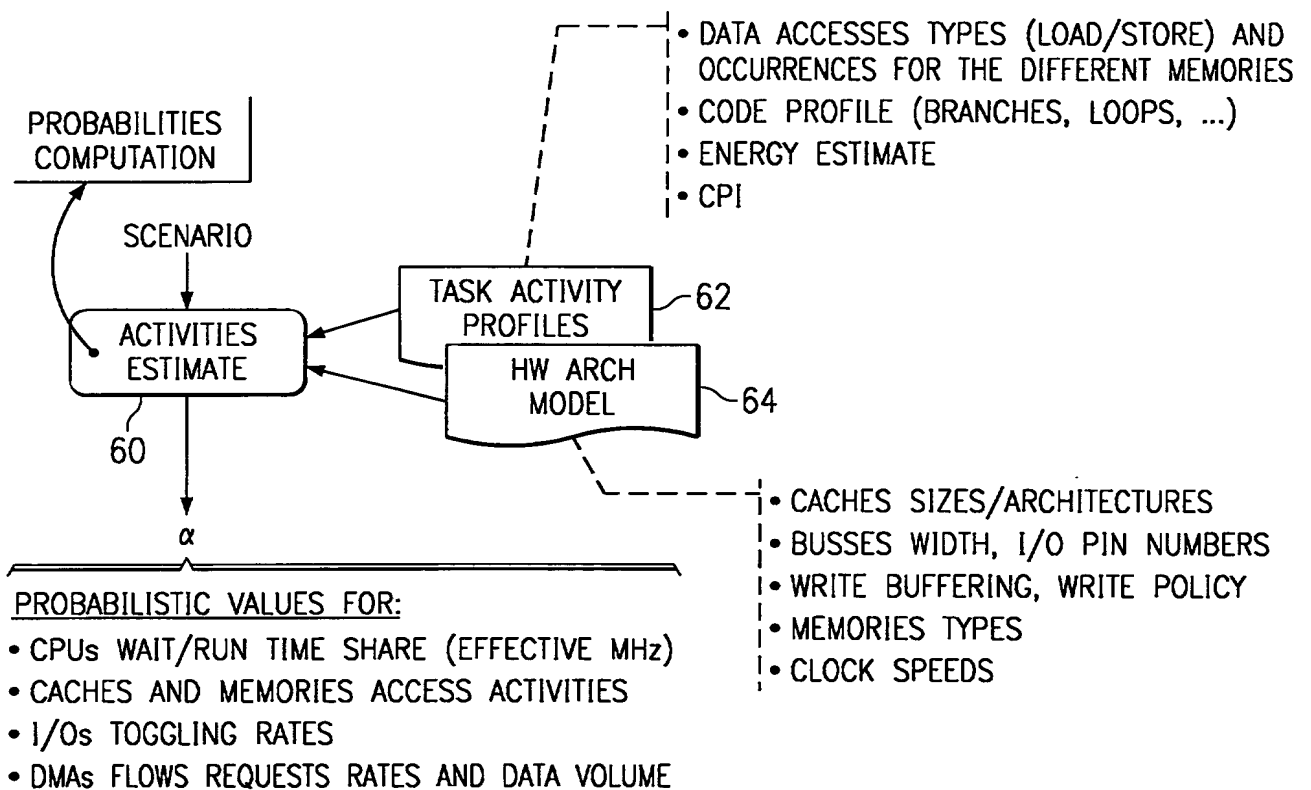 • DATA ACCESSES TYPES (LOAD/STORE) AND
OCCURRENCES FOR THE DIFFERENT MEMORIES
• CODE PROFILE (BRANCHES, LOOPS, ...)
• ENERGY ESTIMATE
• CPI
PROBABILITIES
COMPUTATION
SCENARIO
TASK ACTIVITY
PROFILES
62
ACTIVITIES
ESTIMATE
60
HW ARCH
MODEL
64
• CACHES SIZES/ARCHITECTURES
• BUSSES WIDTH, I/O PIN NUMBERS
• WRITE BUFFERING, WRITE POLICY
• MEMORIES TYPES
• CLOCK SPEEDS
α
PROBABILISTIC VALUES FOR:
• CPUs WAIT/RUN TIME SHARE (EFFECTIVE MHz)
• CACHES AND MEMORIES ACCESS ACTIVITIES
• I/Os TOGGLING RATES
• DMAs FLOWS REQUESTS RATES AND DATA VOLUME